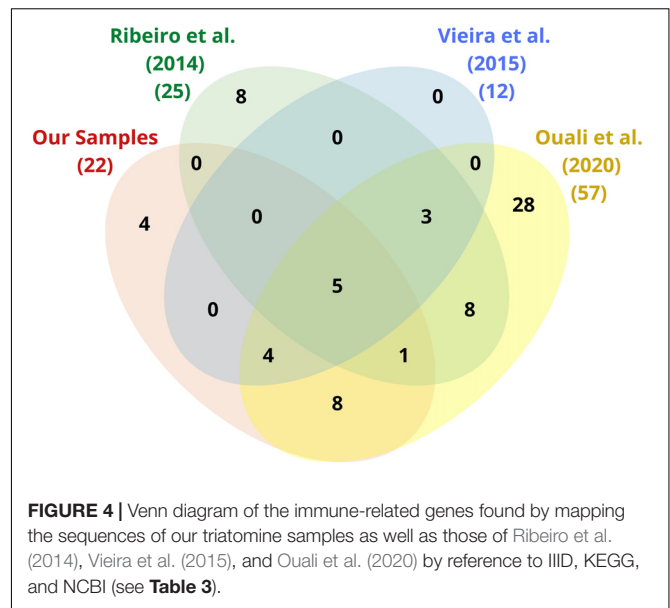 Ribeiro et al.
(2014)
(25)
Vieira et al.
(2015)
(12)
Our Samples
(22)
Ouali et al.
(2020)
(57)
8
0
0
0
0
4
0
3
28
5
0
8
4
1
8
FIGURE 4 | Venn diagram of the immune-related genes found by mapping
the sequences of our triatomine samples as well as those of Ribeiro et al.
(2014), Vieira et al. (2015), and Ouali et al. (2020) by reference to IIID, KEGG,
and NCBI (see Table 3).